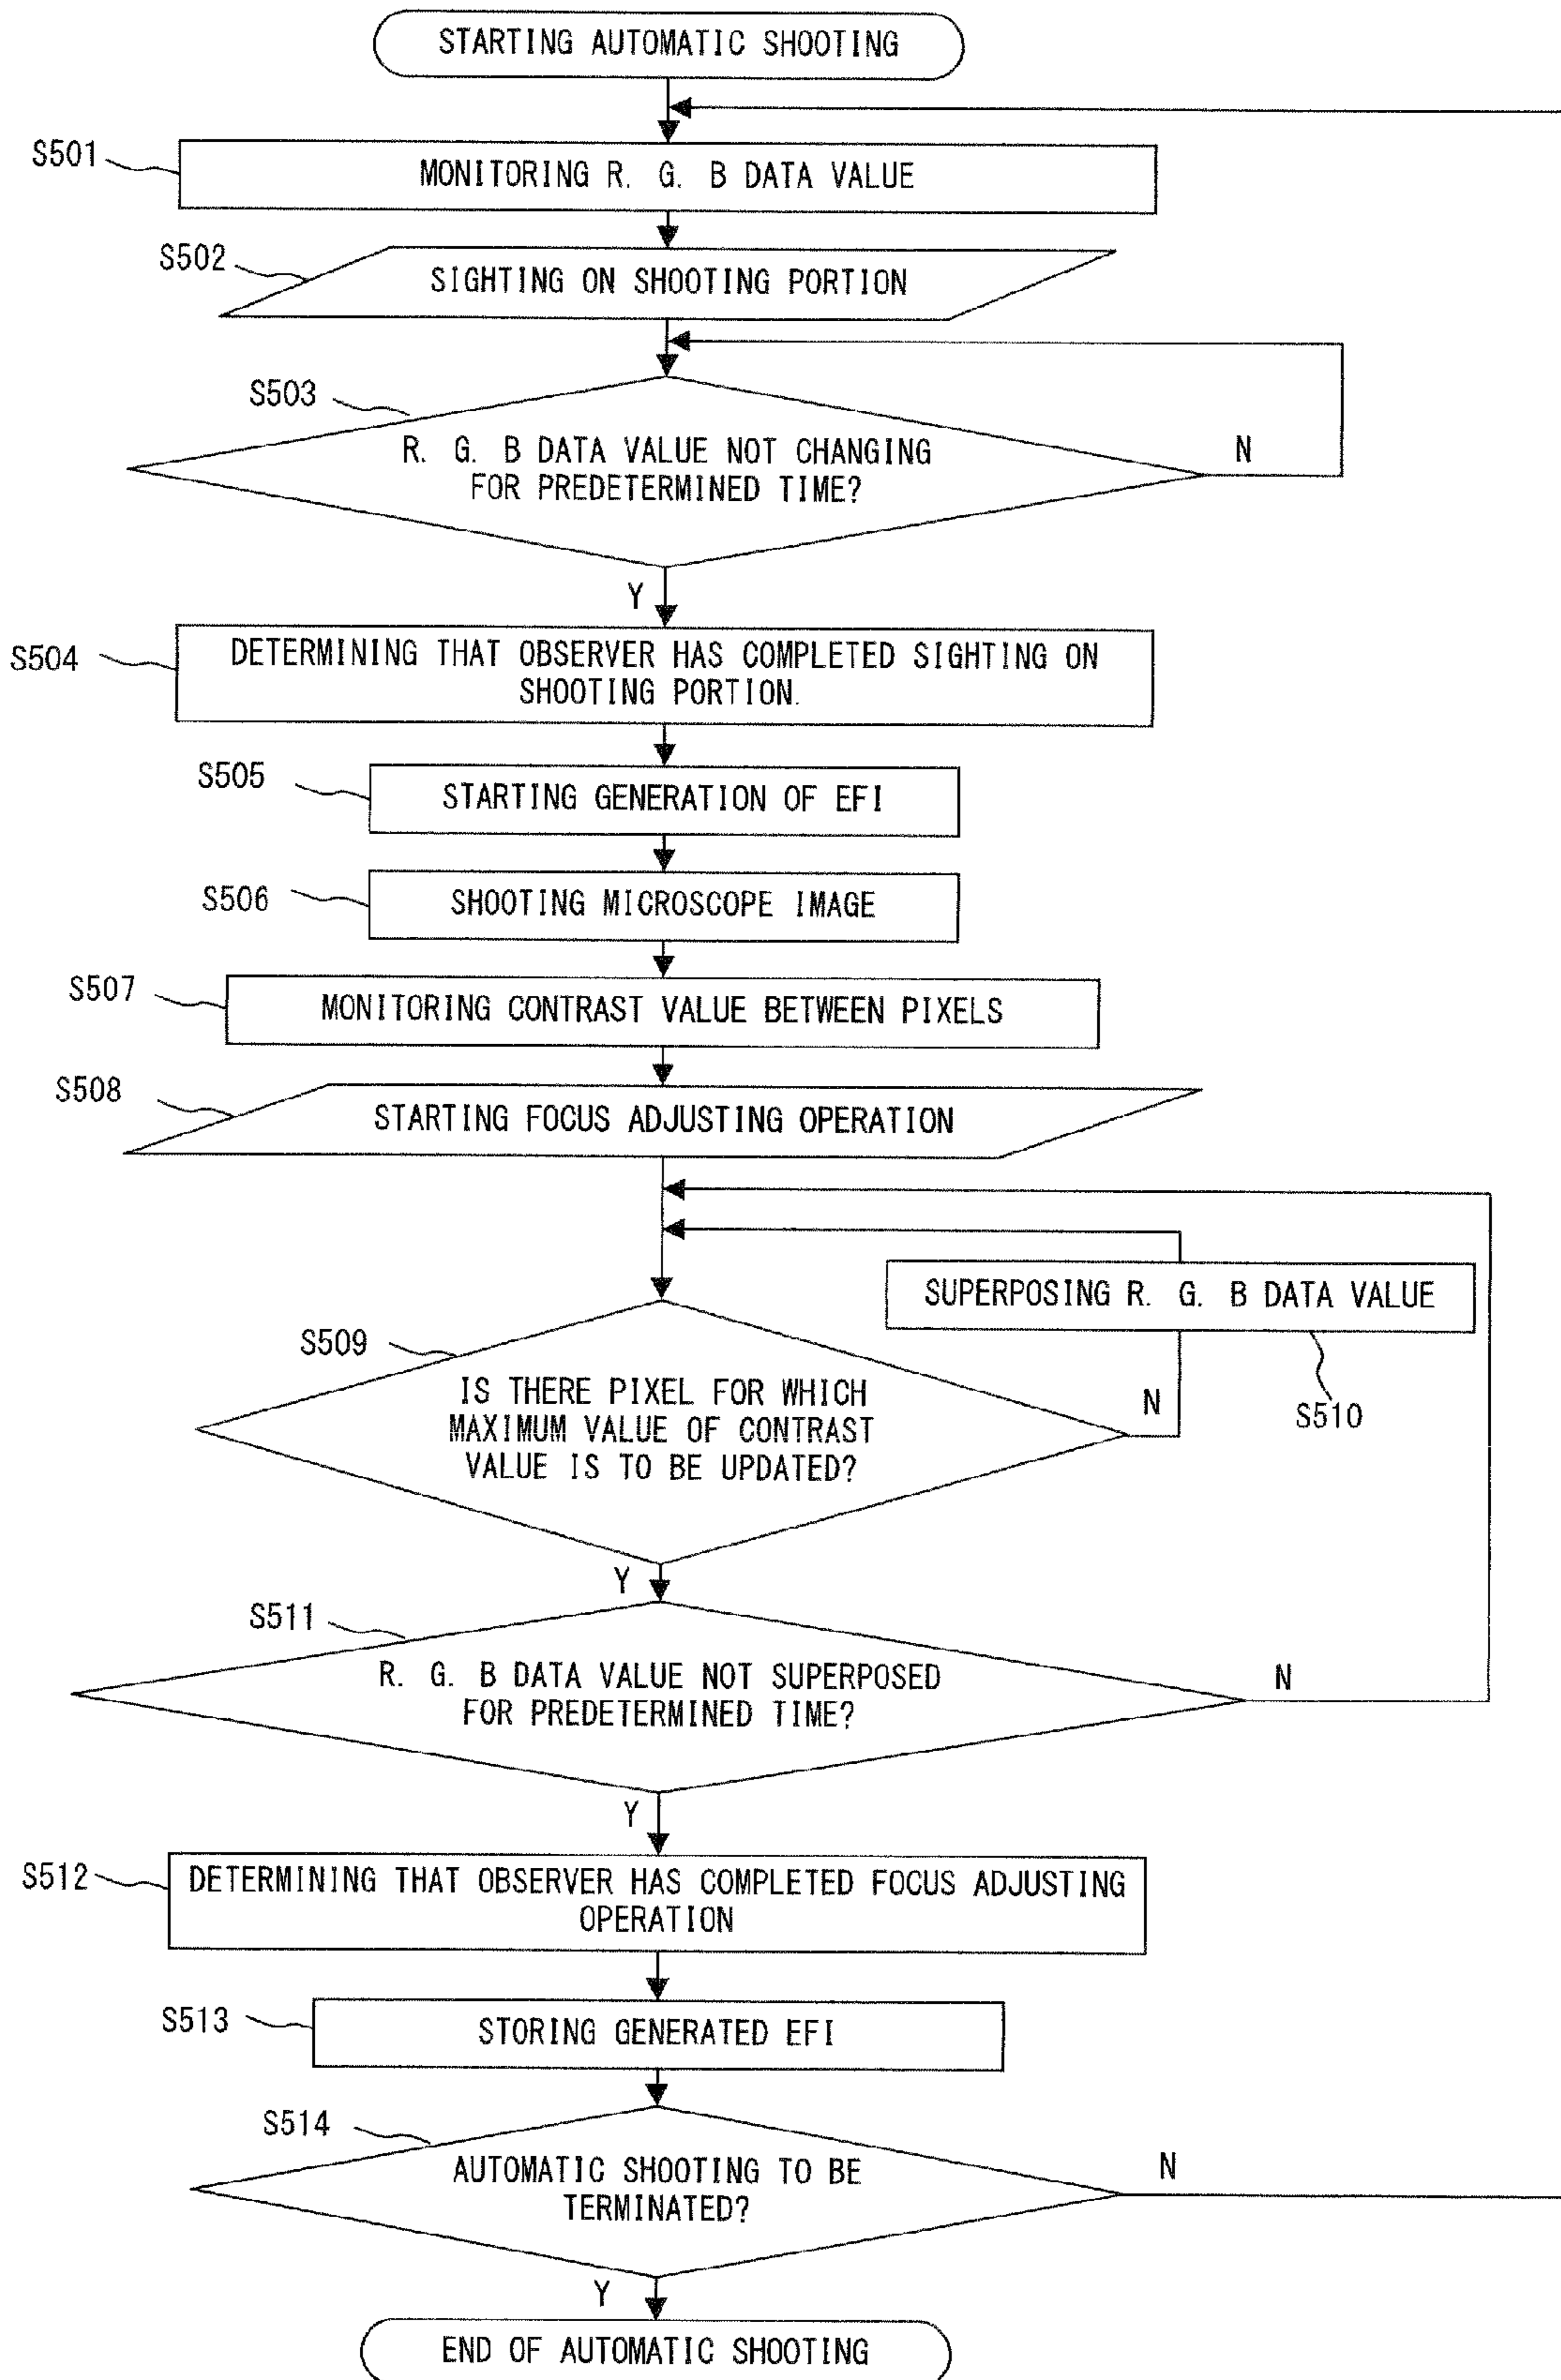 STARTING AUTOMATIC SHOOTING
S501
MONITORING R. G. B DATA VALUE
S502
SIGHTING ON SHOOTING PORTION
S503
R. G. B DATA VALUE NOT CHANGING
FOR PREDETERMINED TIME?
N
Y
S504
DETERMINING THAT OBSERVER HAS COMPLETED SIGHTING ON
SHOOTING PORTION.
S505
STARTING GENERATION OF EFI
S506
SHOOTING MICROSCOPE IMAGE
S507
MONITORING CONTRAST VALUE BETWEEN PIXELS
S508
STARTING FOCUS ADJUSTING OPERATION
SUPERPOSING R. G. B DATA VALUE
S510
S509
IS THERE PIXEL FOR WHICH
MAXIMUM VALUE OF CONTRAST
VALUE IS TO BE UPDATED?
N
Y
S511
R. G. B DATA VALUE NOT SUPERPOSED
FOR PREDETERMINED TIME?
N
Y
S512
DETERMINING THAT OBSERVER HAS COMPLETED FOCUS ADJUSTING
OPERATION
S513
STORING GENERATED EFI
S514
AUTOMATIC SHOOTING TO BE
TERMINATED?
N
Y
END OF AUTOMATIC SHOOTING